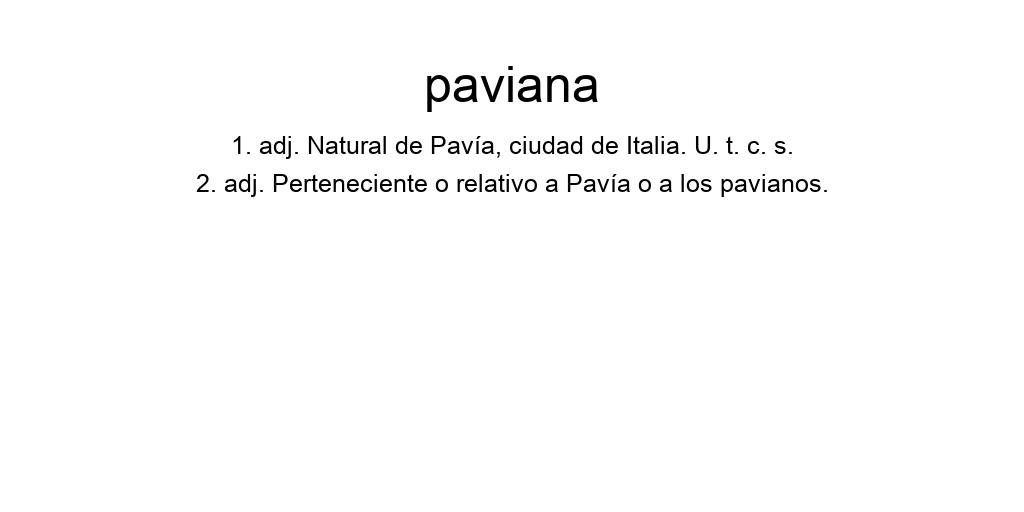 paviana
1. adj. Natural de Pavía, ciudad de Italia. U. t. c. s.
2. adj. Perteneciente o relativo a Pavía o a los pavianos.